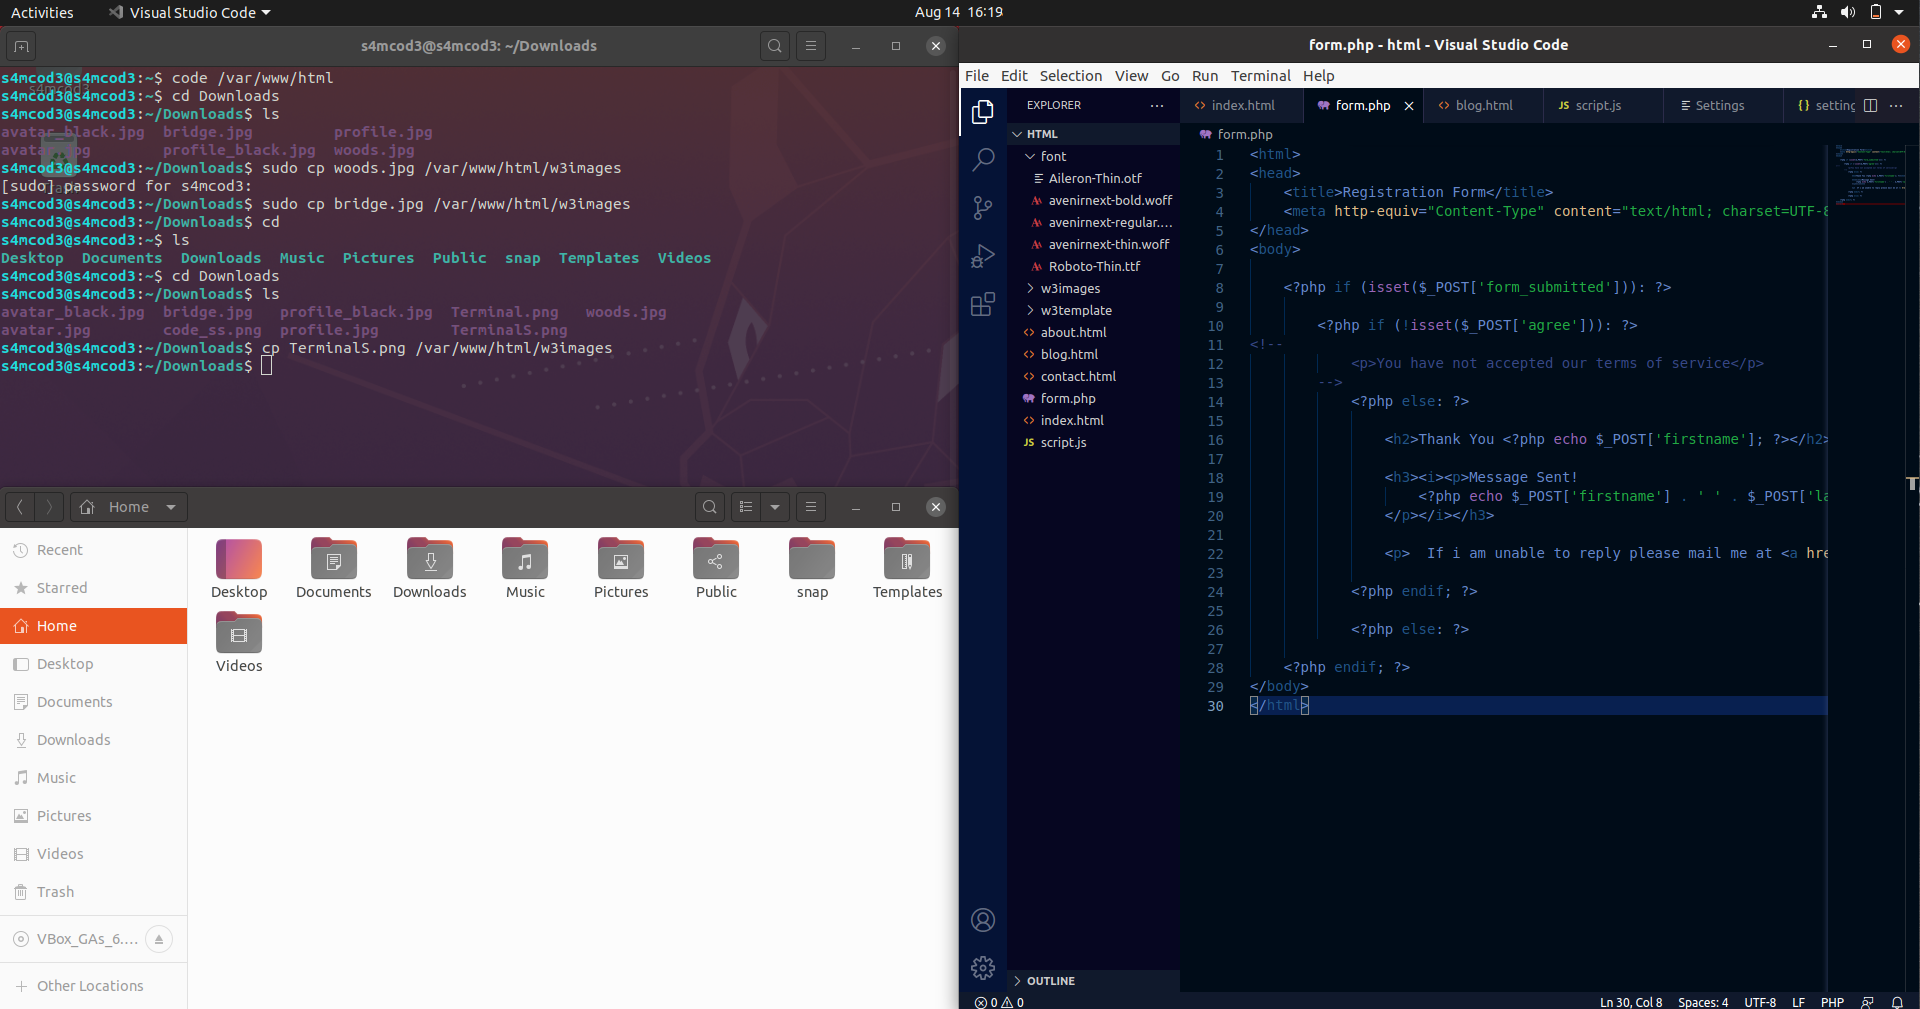 Activities Visual Studio Code Aug 14 16:19
s4mcod3@s4mcod3: ~/Downloads
s4mcod3@s4mcod3:~$ code /var/www/html
s4mcod3@s4mcod3:~$ cd Downloads
s4mcod3@s4mcod3:~/Downloads$ ls
avatar_black.jpg bridge.jpg profile.jpg
avatar.jpg profile_black.jpg woods.jpg
s4mcod3@s4mcod3:~/Downloads$ sudo cp woods.jpg /var/www/html/w3images
[sudo] password for s4mcod3:
s4mcod3@s4mcod3:~/Downloads$ sudo cp bridge.jpg /var/www/html/w3images
s4mcod3@s4mcod3:~/Downloads$ cd
s4mcod3@s4mcod3:~$ ls
Desktop Documents Downloads Music Pictures Public snap Templates Videos
s4mcod3@s4mcod3:~$ cd Downloads
s4mcod3@s4mcod3:~/Downloads$ ls
avatar_black.jpg bridge.jpg profile_black.jpg Terminal.png woods.jpg
avatar.jpg code_ss.png profile.jpg TerminalS.png
s4mcod3@s4mcod3:~/Downloads$ cp TerminalS.png /var/www/html/w3images
s4mcod3@s4mcod3:~/Downloads$
s4mcod3
Trash
Home
Recent
Starred
Home
Desktop
Documents
Downloads
Music
Pictures
Videos
Trash
VBox_GAs_6....
Other Locations
Desktop Documents Downloads Music Pictures Public snap Templates
Videos
form.php - html - Visual Studio Code
File Edit Selection View Go Run Terminal Help
EXPLORER ···
HTML
font
Aileron-Thin.otf
avenirnext-bold.woff
avenirnext-regular....
avenirnext-thin.woff
Roboto-Thin.ttf
w3images
w3template
about.html
blog.html
contact.html
form.php
index.html
JS script.js
OUTLINE
index.html form.php blog.html JS script.js Settings {} setting
form.php
1 <html>
2 <head>
3 <title>Registration Form</title>
4 <meta http-equiv="Content-Type" content="text/html; charset=UTF-8
5 </head>
6 <body>
7
8 <?php if (isset($_POST['form_submitted'])): ?>
9
10 <?php if (!isset($_POST['agree'])): ?>
11 <!--
12 <p>You have not accepted our terms of service</p>
13 -->
14 <?php else: ?>
15
16 <h2>Thank You <?php echo $_POST['firstname']; ?></h2>
17
18 <h3><i><p>Message Sent!
19 <?php echo $_POST['firstname'] . ' ' . $_POST['la
20 </p></i></h3>
21
22 <p> If i am unable to reply please mail me at <a hre
23
24 <?php endif; ?>
25
26 <?php else: ?>
27
28 <?php endif; ?>
29 </body>
30 </html>
0 0 Ln 30, Col 8 Spaces: 4 UTF-8 LF PHP